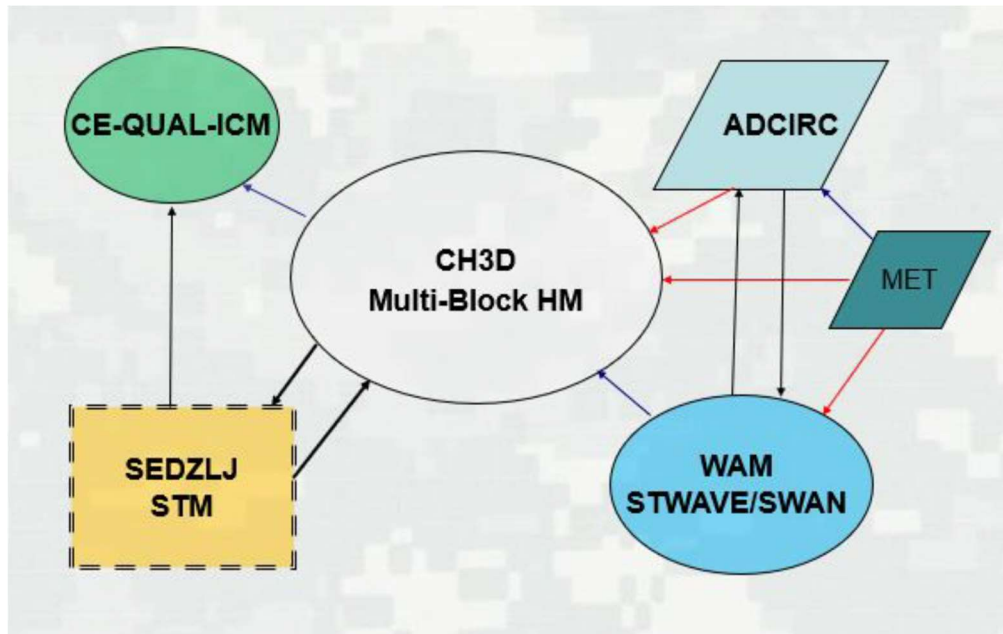 CE-QUAL-ICM
ADCIRC
CH3D
Multi-Block HM
MET
SEDZLJ
STM
WAM
STWAVE/SWAN